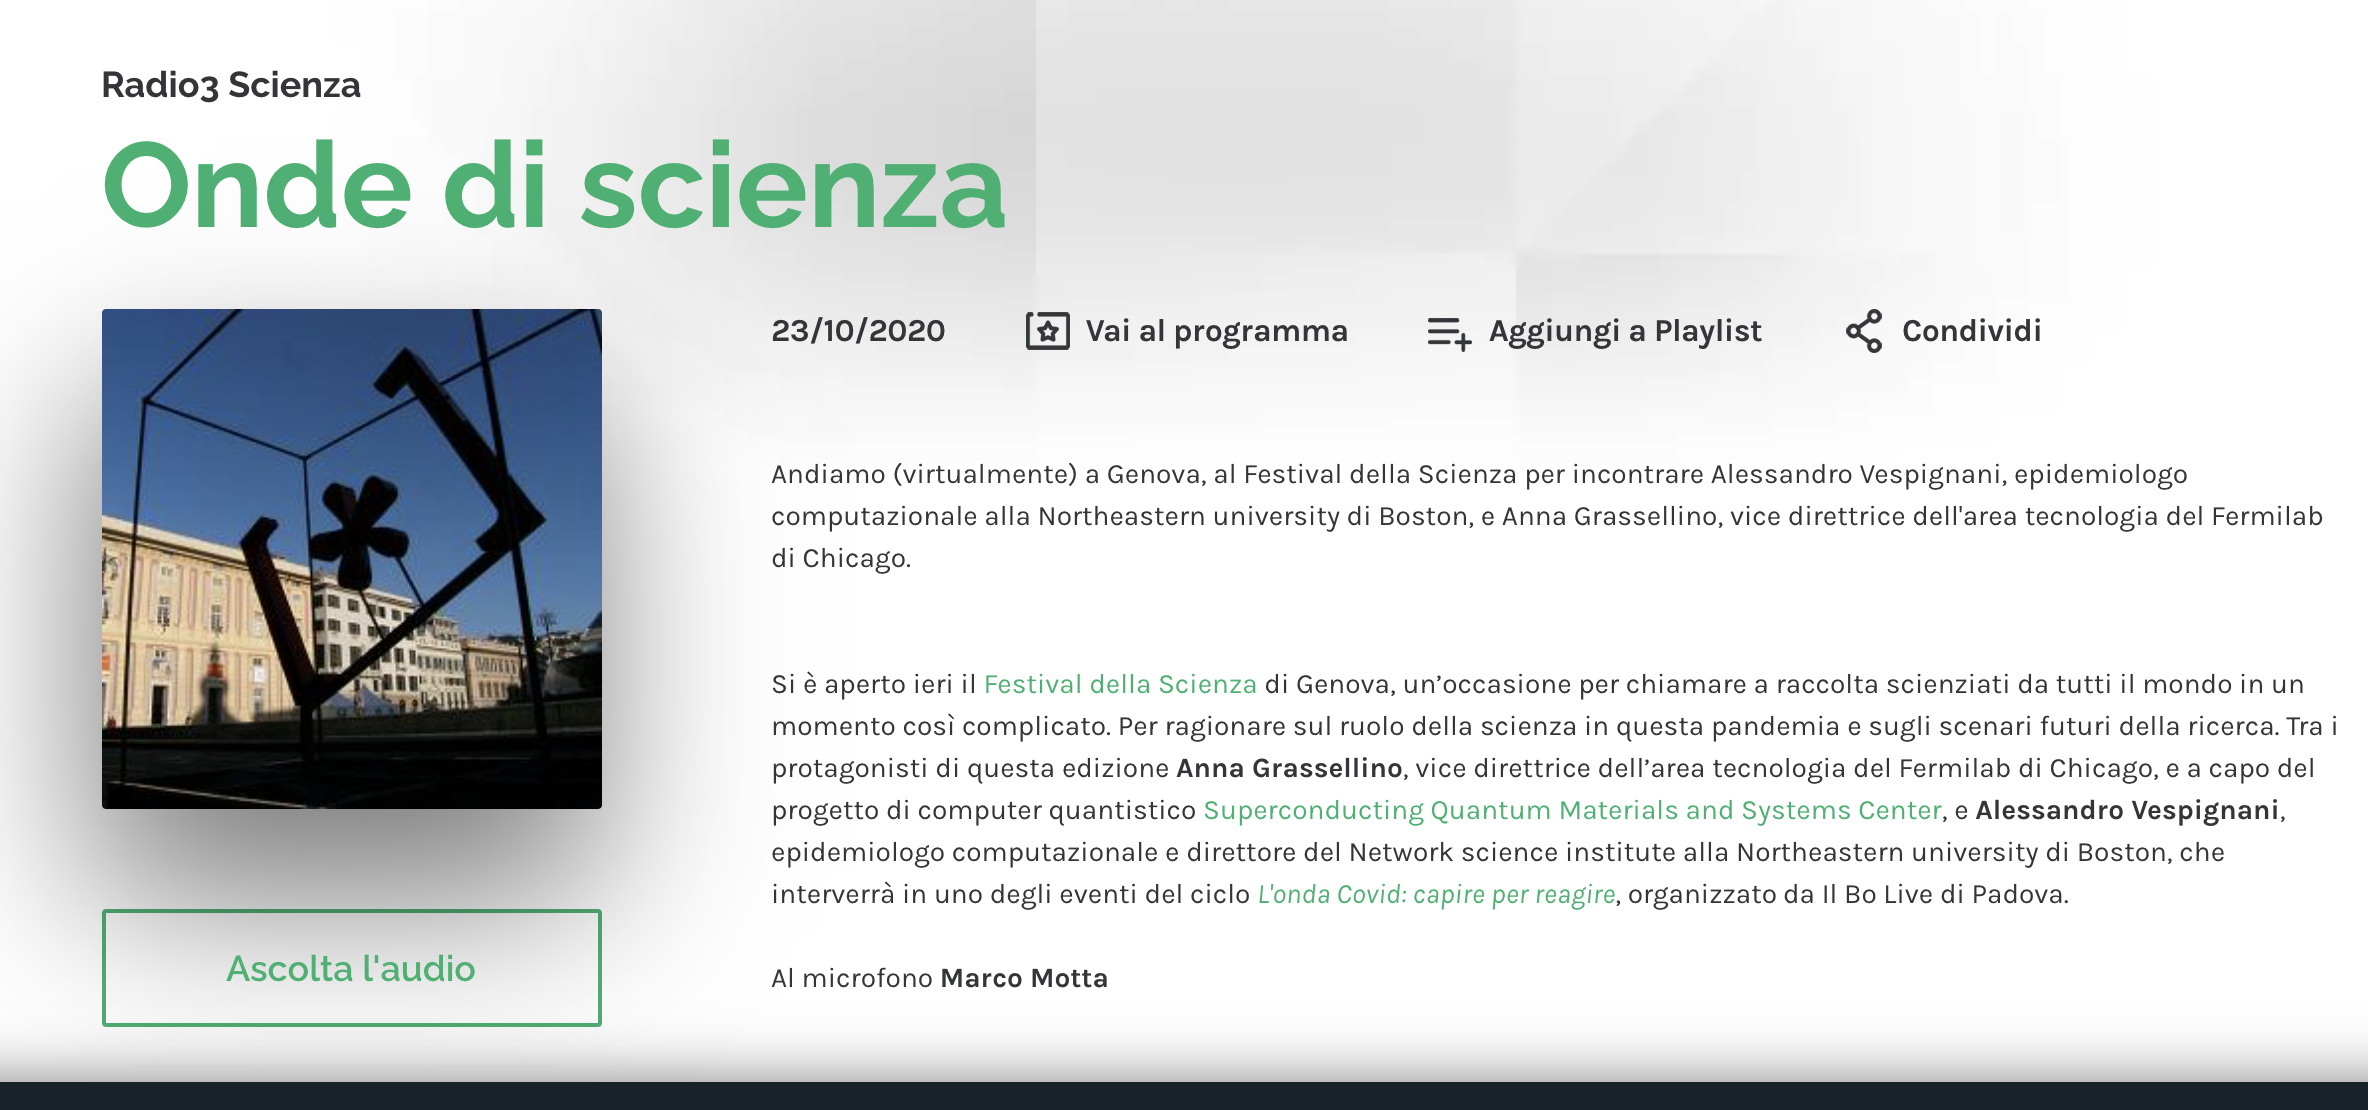 Radio3 Scienza
Onde di scienza
23/10/2020 Vai al programma Aggiungi a Playlist Condividi
Andiamo (virtualmente) a Genova, al Festival della Scienza per incontrare Alessandro Vespignani, epidemiologo
computazionale alla Northeastern university di Boston, e Anna Grassellino, vice direttrice dell'area tecnologia del Fermilab
di Chicago.
Si è aperto ieri il Festival della Scienza di Genova, un’occasione per chiamare a raccolta scienziati da tutti il mondo in un
momento così complicato. Per ragionare sul ruolo della scienza in questa pandemia e sugli scenari futuri della ricerca. Tra i
protagonisti di questa edizione Anna Grassellino, vice direttrice dell’area tecnologia del Fermilab di Chicago, e a capo del
progetto di computer quantistico Superconducting Quantum Materials and Systems Center, e Alessandro Vespignani,
epidemiologo computazionale e direttore del Network science institute alla Northeastern university di Boston, che
interverrà in uno degli eventi del ciclo L'onda Covid: capire per reagire, organizzato da Il Bo Live di Padova.
Al microfono Marco Motta
Ascolta l'audio